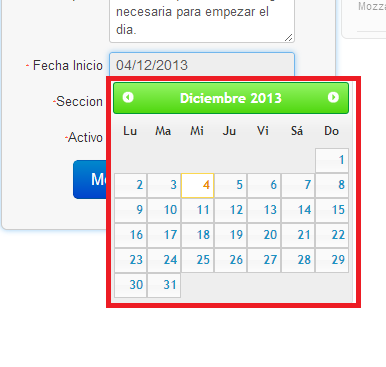 necesaria para empezar el
día.
Mozza
- Fecha Inicio 04/12/2013
-Seccion
-Activo
Diciembre 2013
Lu Ma Mi Ju Vi Sá Do
1
2 3 4 5 6 7 8
9 10 11 12 13 14 15
16 17 18 19 20 21 22
23 24 25 26 27 28 29
30 31